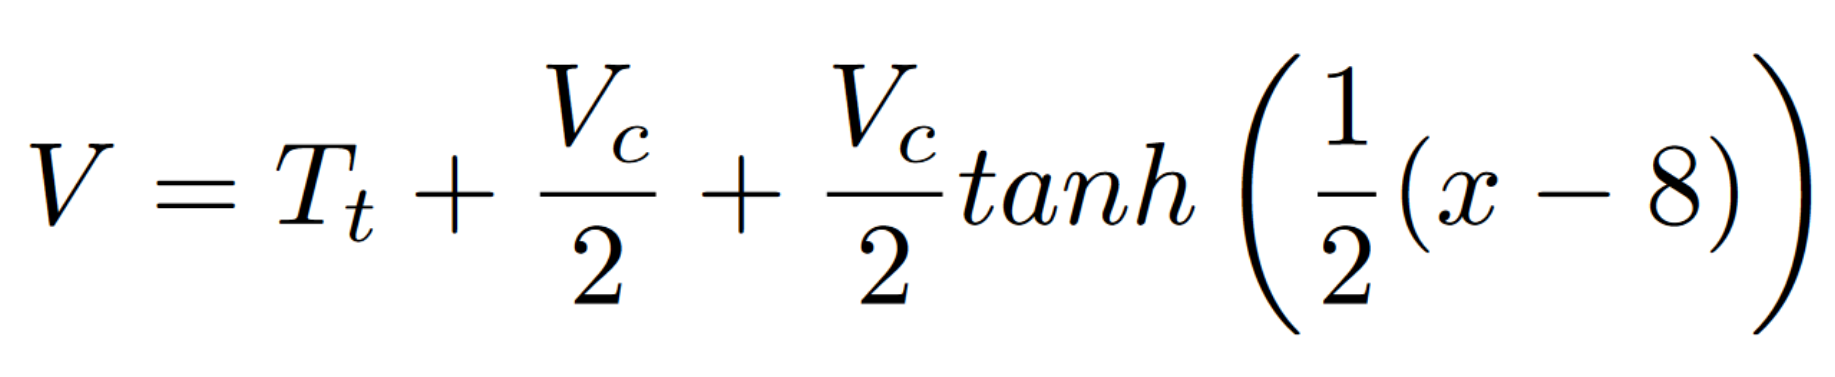 V = T_t + \frac{V_c}{2} + \frac{V_c}{2} tanh \left( \frac{1}{2} (x - 8) \right)